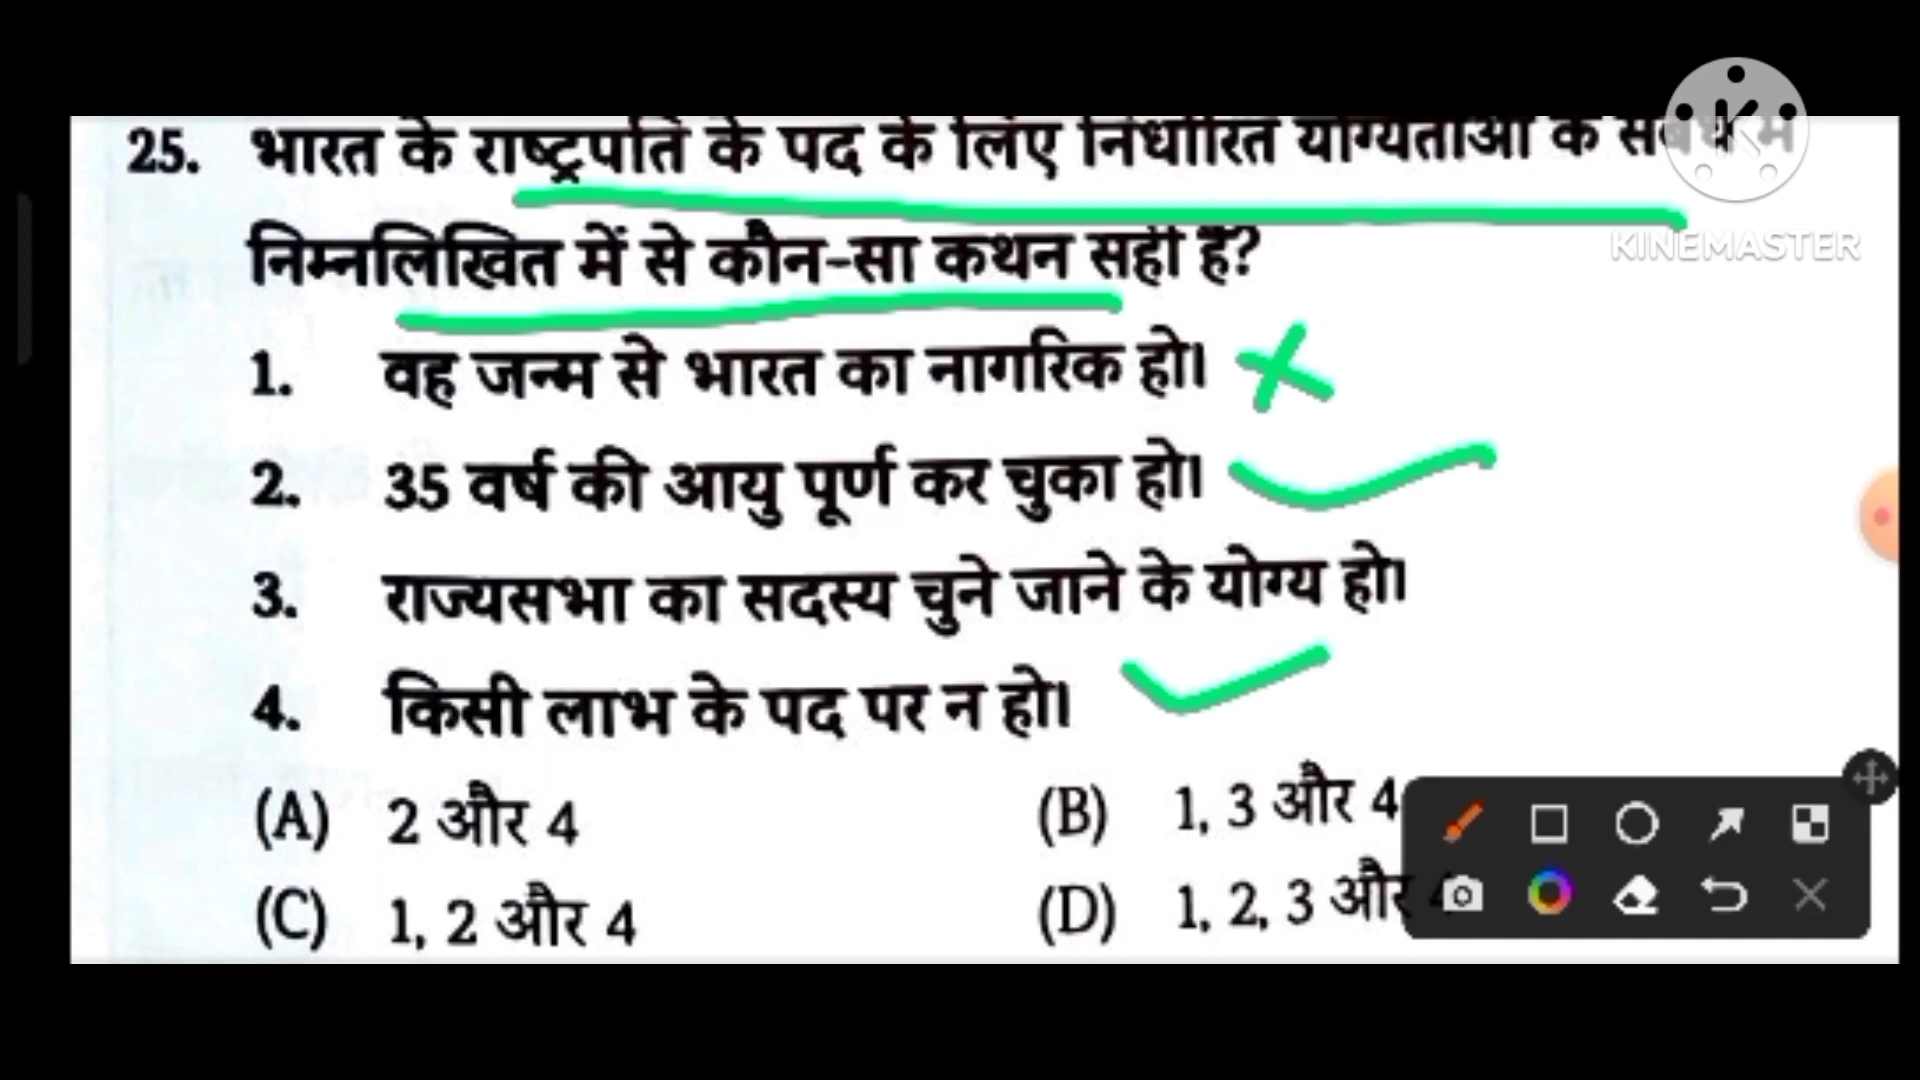 25. भारत के राष्ट्रपति के पद के लिए निर्धारित योग्यताओं के संबंध में
निम्नलिखित में से कौन-सा कथन सही है?
1. वह जन्म से भारत का नागरिक हो।
2. 35 वर्ष की आयु पूर्ण कर चुका हो।
3. राज्यसभा का सदस्य चुने जाने के योग्य हो।
4. किसी लाभ के पद पर न हो।
(A) 2 और 4 (B) 1, 3 और 4
(C) 1, 2 और 4 (D) 1, 2, 3 और 4
KINEMASTER